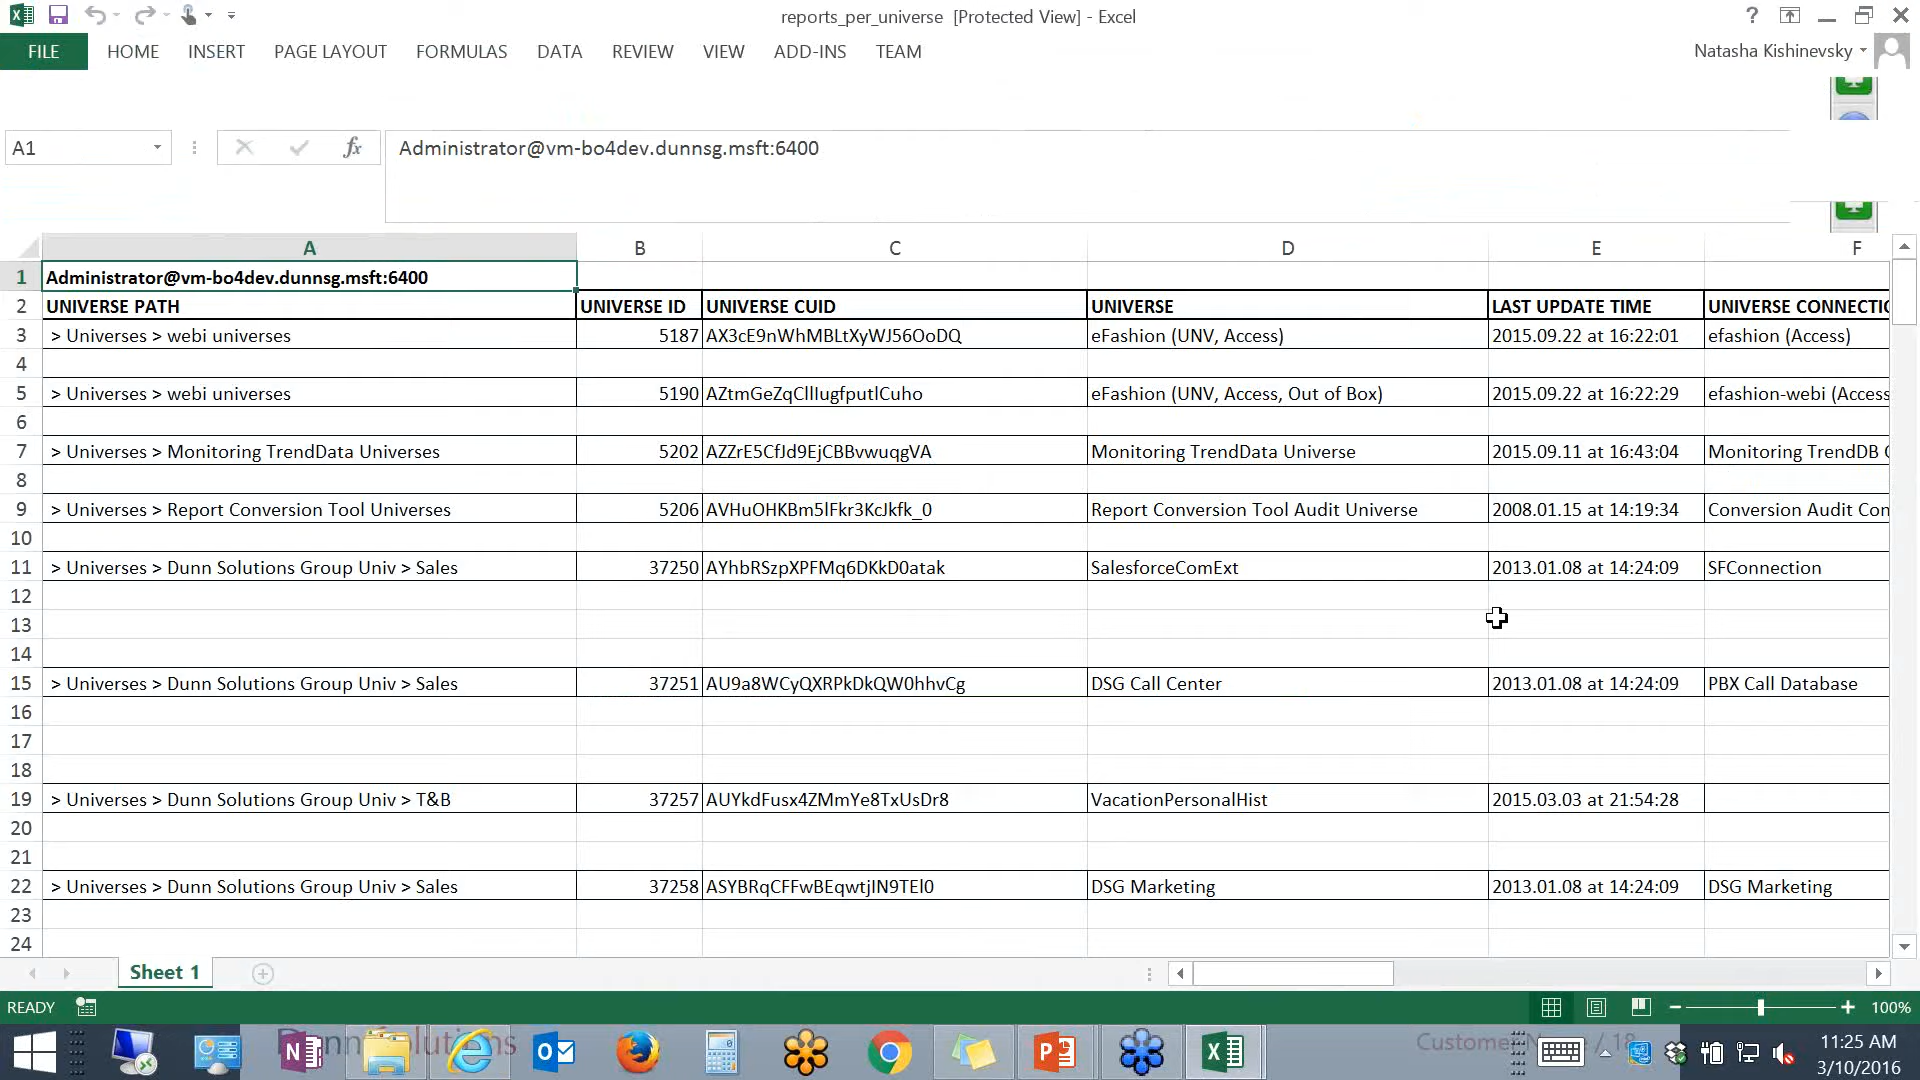 reports_per_universe [Protected View] - Excel
FILE HOME INSERT PAGE LAYOUT FORMULAS DATA REVIEW VIEW ADD-INS TEAM Natasha Kishinevsky
A1 fx Administrator@vm-bo4dev.dunnsg.msft:6400
A B C D E F
1 Administrator@vm-bo4dev.dunnsg.msft:6400
2 UNIVERSE PATH UNIVERSE ID UNIVERSE CUID UNIVERSE LAST UPDATE TIME UNIVERSE CONNECTIO
3 > Universes > webi universes 5187 AX3cE9nWhMBLtXyWJ56OoDQ eFashion (UNV, Access) 2015.09.22 at 16:22:01 efashion (Access)
4
5 > Universes > webi universes 5190 AZtmGeZqCllIugfputlCuho eFashion (UNV, Access, Out of Box) 2015.09.22 at 16:22:29 efashion-webi (Access
6
7 > Universes > Monitoring TrendData Universes 5202 AZZrE5CfJd9EjCBBvwuqgVA Monitoring TrendData Universe 2015.09.11 at 16:43:04 Monitoring TrendDB C
8
9 > Universes > Report Conversion Tool Universes 5206 AVHuOHKBm5lFkr3KcJkfk_0 Report Conversion Tool Audit Universe 2008.01.15 at 14:19:34 Conversion Audit Con
10
11 > Universes > Dunn Solutions Group Univ > Sales 37250 AYhbRSzpXPFMq6DKkD0atak SalesforceComExt 2013.01.08 at 14:24:09 SFConnection
12
13
14
15 > Universes > Dunn Solutions Group Univ > Sales 37251 AU9a8WCyQXRPkDkQW0hhvCg DSG Call Center 2013.01.08 at 14:24:09 PBX Call Database
16
17
18
19 > Universes > Dunn Solutions Group Univ > T&B 37257 AUYkdFusx4ZMmYe8TxUsDr8 VacationPersonalHist 2015.03.03 at 21:54:28
20
21
22 > Universes > Dunn Solutions Group Univ > Sales 37258 ASYBRqCFFwBEqwtjIN9TEl0 DSG Marketing 2013.01.08 at 14:24:09 DSG Marketing
23
24
Sheet 1
READY 100%
11:25 AM
3/10/2016